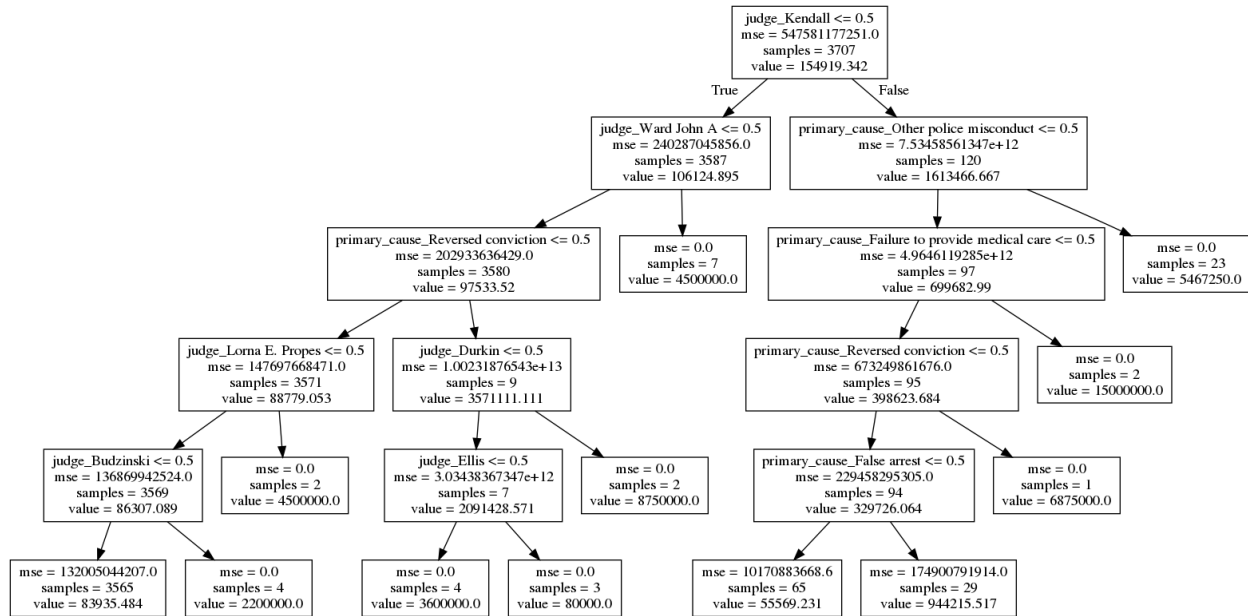 judge_Kendall <= 0.5
mse = 547581177251.0
samples = 3707
value = 154919.342
True
False
judge_Ward John A <= 0.5
mse = 240287045856.0
samples = 3587
value = 106124.895
primary_cause_Other police misconduct <= 0.5
mse = 7.53458561347e+12
samples = 120
value = 1613466.667
primary_cause_Reversed conviction <= 0.5
mse = 202933636429.0
samples = 3580
value = 97533.52
mse = 0.0
samples = 7
value = 4500000.0
primary_cause_Failure to provide medical care <= 0.5
mse = 4.9646119285e+12
samples = 97
value = 699682.99
mse = 0.0
samples = 23
value = 5467250.0
judge_Lorna E. Propes <= 0.5
mse = 147697668471.0
samples = 3571
value = 88779.053
judge_Durkin <= 0.5
mse = 1.00231876543e+13
samples = 9
value = 3571111.111
primary_cause_Reversed conviction <= 0.5
mse = 673249861676.0
samples = 95
value = 398623.684
mse = 0.0
samples = 2
value = 15000000.0
judge_Budzinski <= 0.5
mse = 136869942524.0
samples = 3569
value = 86307.089
mse = 0.0
samples = 2
value = 4500000.0
judge_Ellis <= 0.5
mse = 3.03438367347e+12
samples = 7
value = 2091428.571
mse = 0.0
samples = 2
value = 8750000.0
primary_cause_False arrest <= 0.5
mse = 229458295305.0
samples = 94
value = 329726.064
mse = 0.0
samples = 1
value = 6875000.0
mse = 132005044207.0
samples = 3565
value = 83935.484
mse = 0.0
samples = 4
value = 2200000.0
mse = 0.0
samples = 4
value = 3600000.0
mse = 0.0
samples = 3
value = 80000.0
mse = 10170883668.6
samples = 65
value = 55569.231
mse = 174900791914.0
samples = 29
value = 944215.517